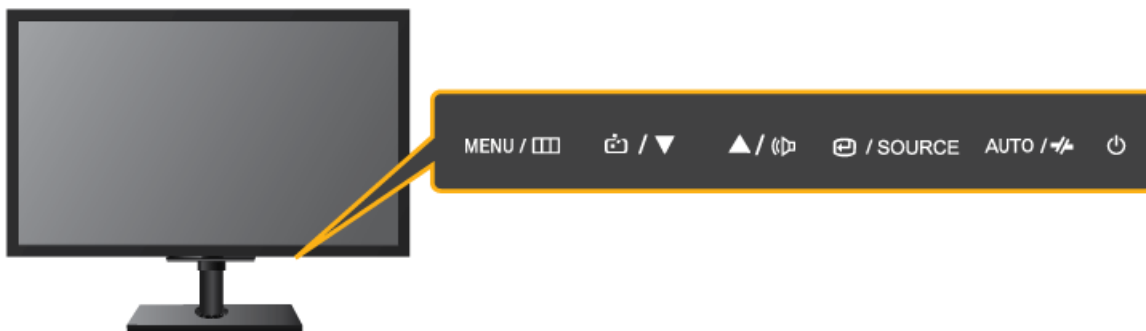 MENU / 
/ ▼
▲ / 
/ SOURCE
AUTO /